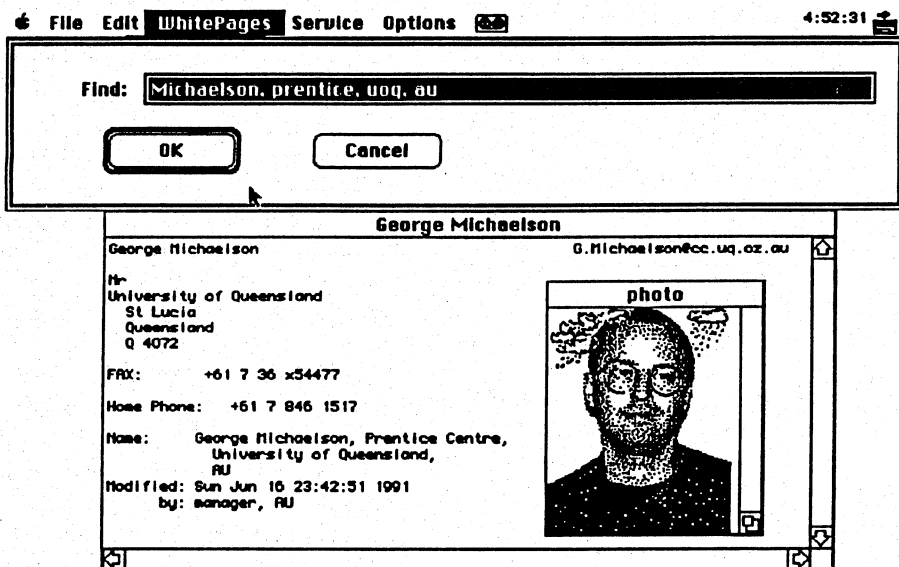 File Edit WhitePages Service Options
4:52:31
Find: Michaelson, prentice, uoq, au
OK Cancel
George Michaelson
George Michaelson G.Michaelson@cc.uq.oz.au
Mr
University of Queensland
St Lucia
Queensland
Q 4072
photo
FAX: +61 7 36 x54477
Home Phone: +61 7 846 1517
Name: George Michaelson, Prentice Centre,
University of Queensland,
AU
Modified: Sun Jun 16 23:42:51 1991
by: manager, AU